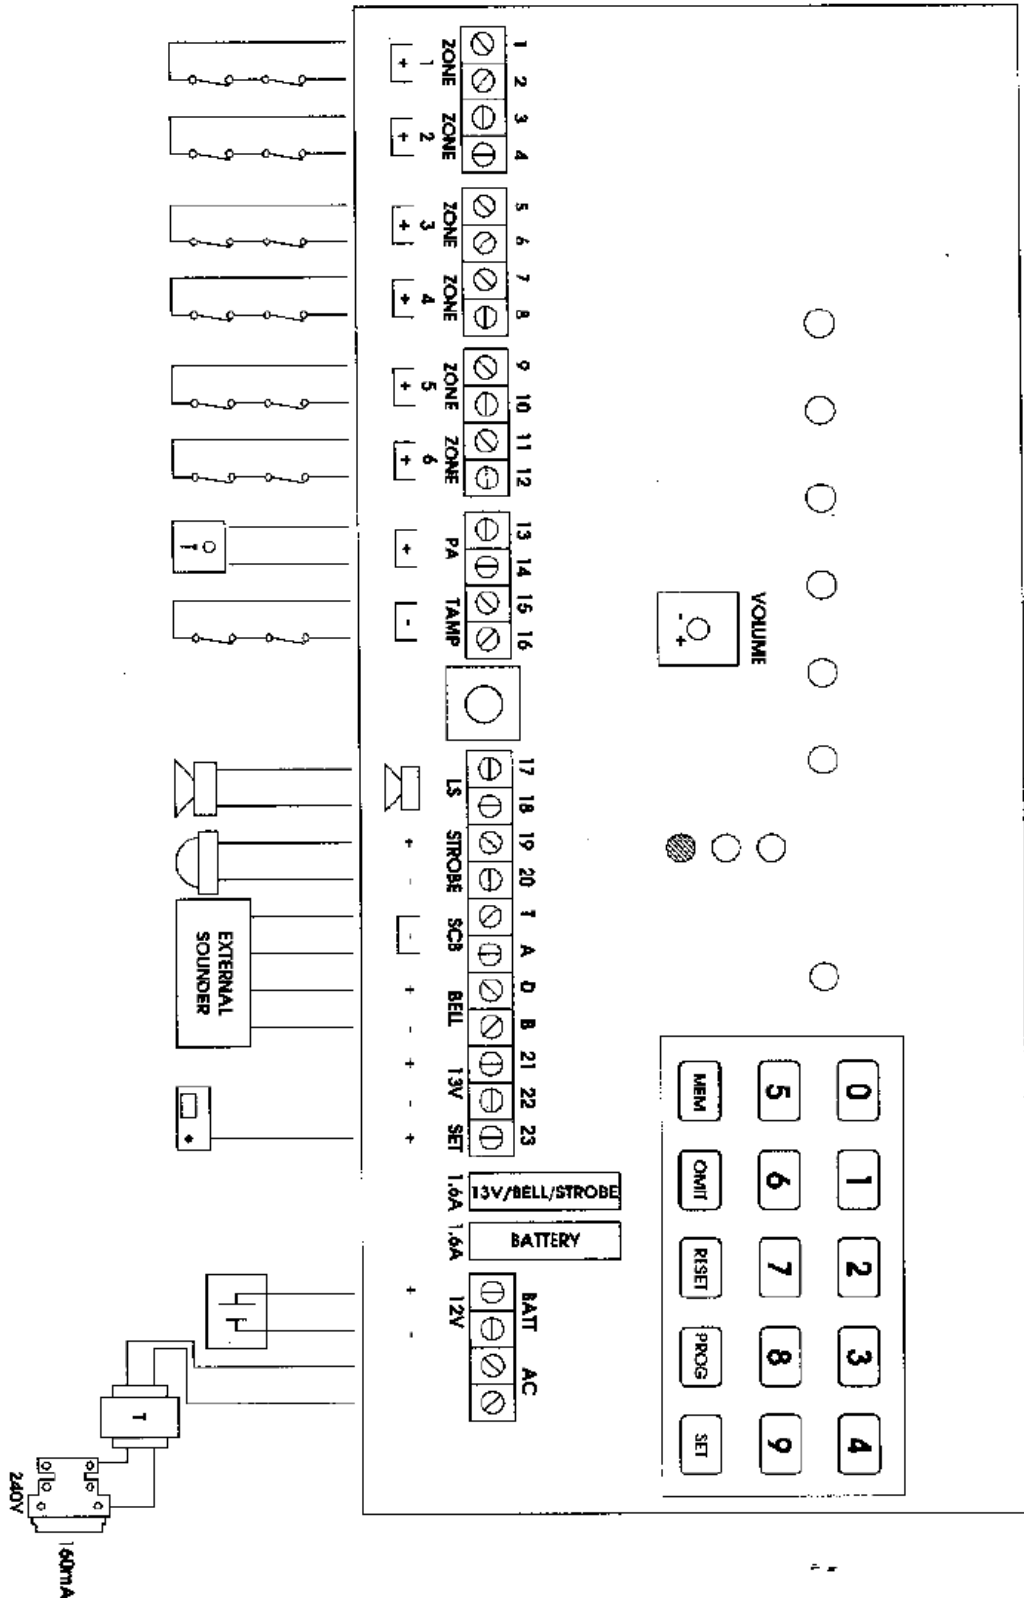 1 2 3 4 5 6 7 8 9 10 11 12 13 14 15 16 17 18 19 20 T A D B 21 22 23 BATT AC
ZONE ZONE ZONE ZONE ZONE ZONE PA TAMP LS STROBE SCB BELL 13V SET 1.6A 1.6A 12V
1 2 3 4 5 6
+ + + + + + + - + - - + - + - + + -
VOLUME
- +
0 1 2 3 4
5 6 7 8 9
MEM OMIT RESET PROG SET
13V/BELL/STROBE
BATTERY
EXTERNAL
SOUNDER
T
240V
160mA